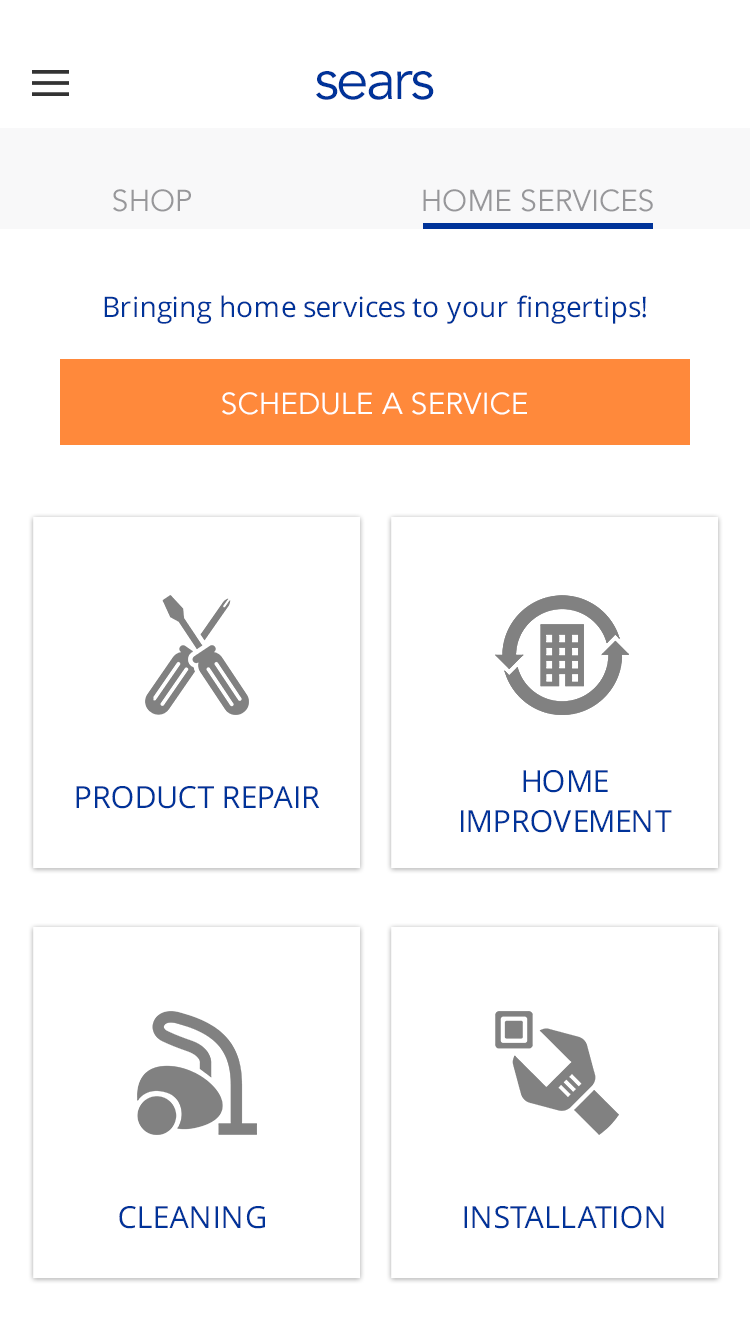 sears
SHOP
HOME SERVICES
Bringing home services to your fingertips!
SCHEDULE A SERVICE
PRODUCT REPAIR
HOME
IMPROVEMENT
CLEANING
INSTALLATION